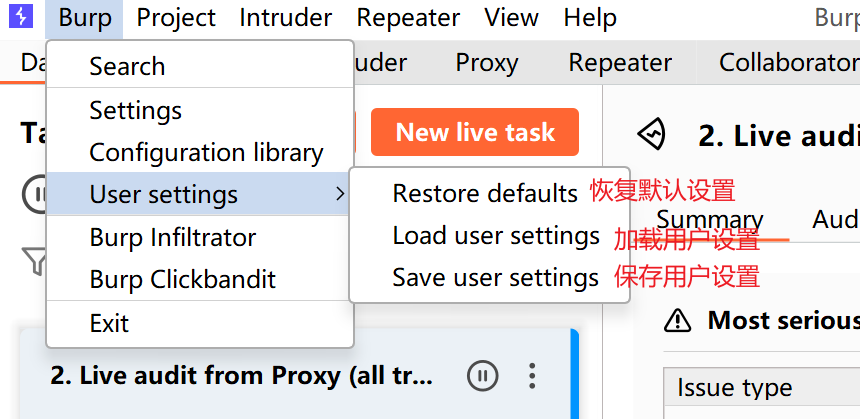 Burp Project Intruder Repeater View Help Burp
Da uder Proxy Repeater Collaborator
Search
Settings
Configuration library
User settings
Burp Infiltrator
Burp Clickbandit
Exit
Ta
New live task
Restore defaults 恢复默认设置
Load user settings 加载用户设置
Save user settings 保存用户设置
2. Live audi
Summary Aud
Most serious
Issue type
2. Live audit from Proxy (all tr...